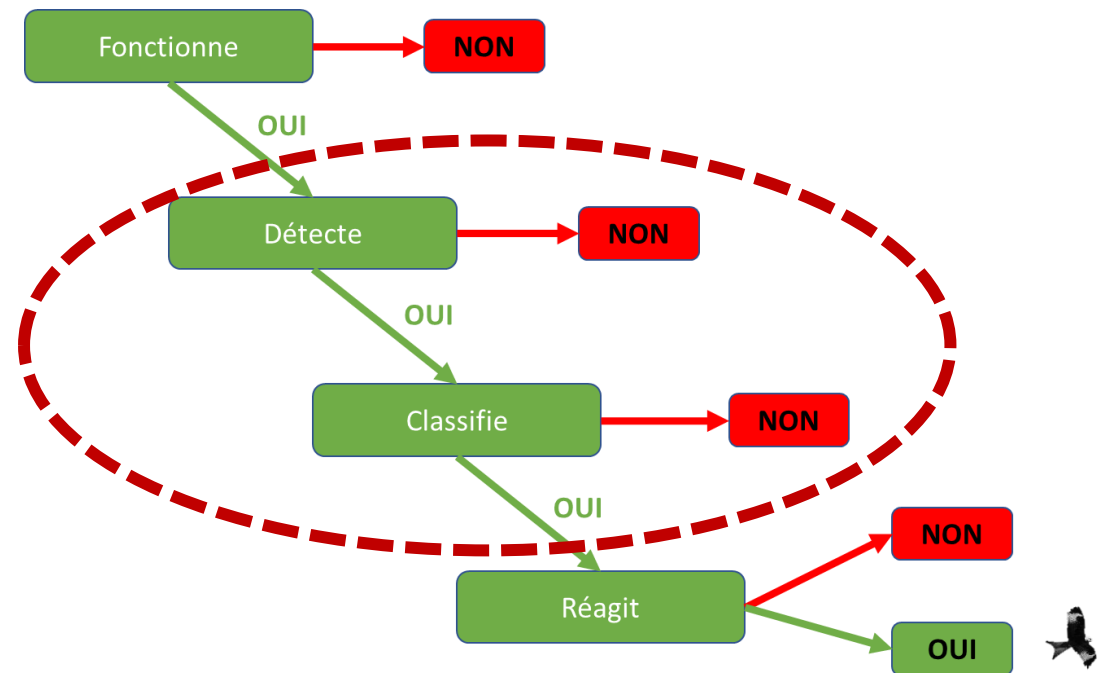 Fonctionne
NON
OUI
Détecte
NON
OUI
Classifie
NON
OUI
NON
Réagit
OUI